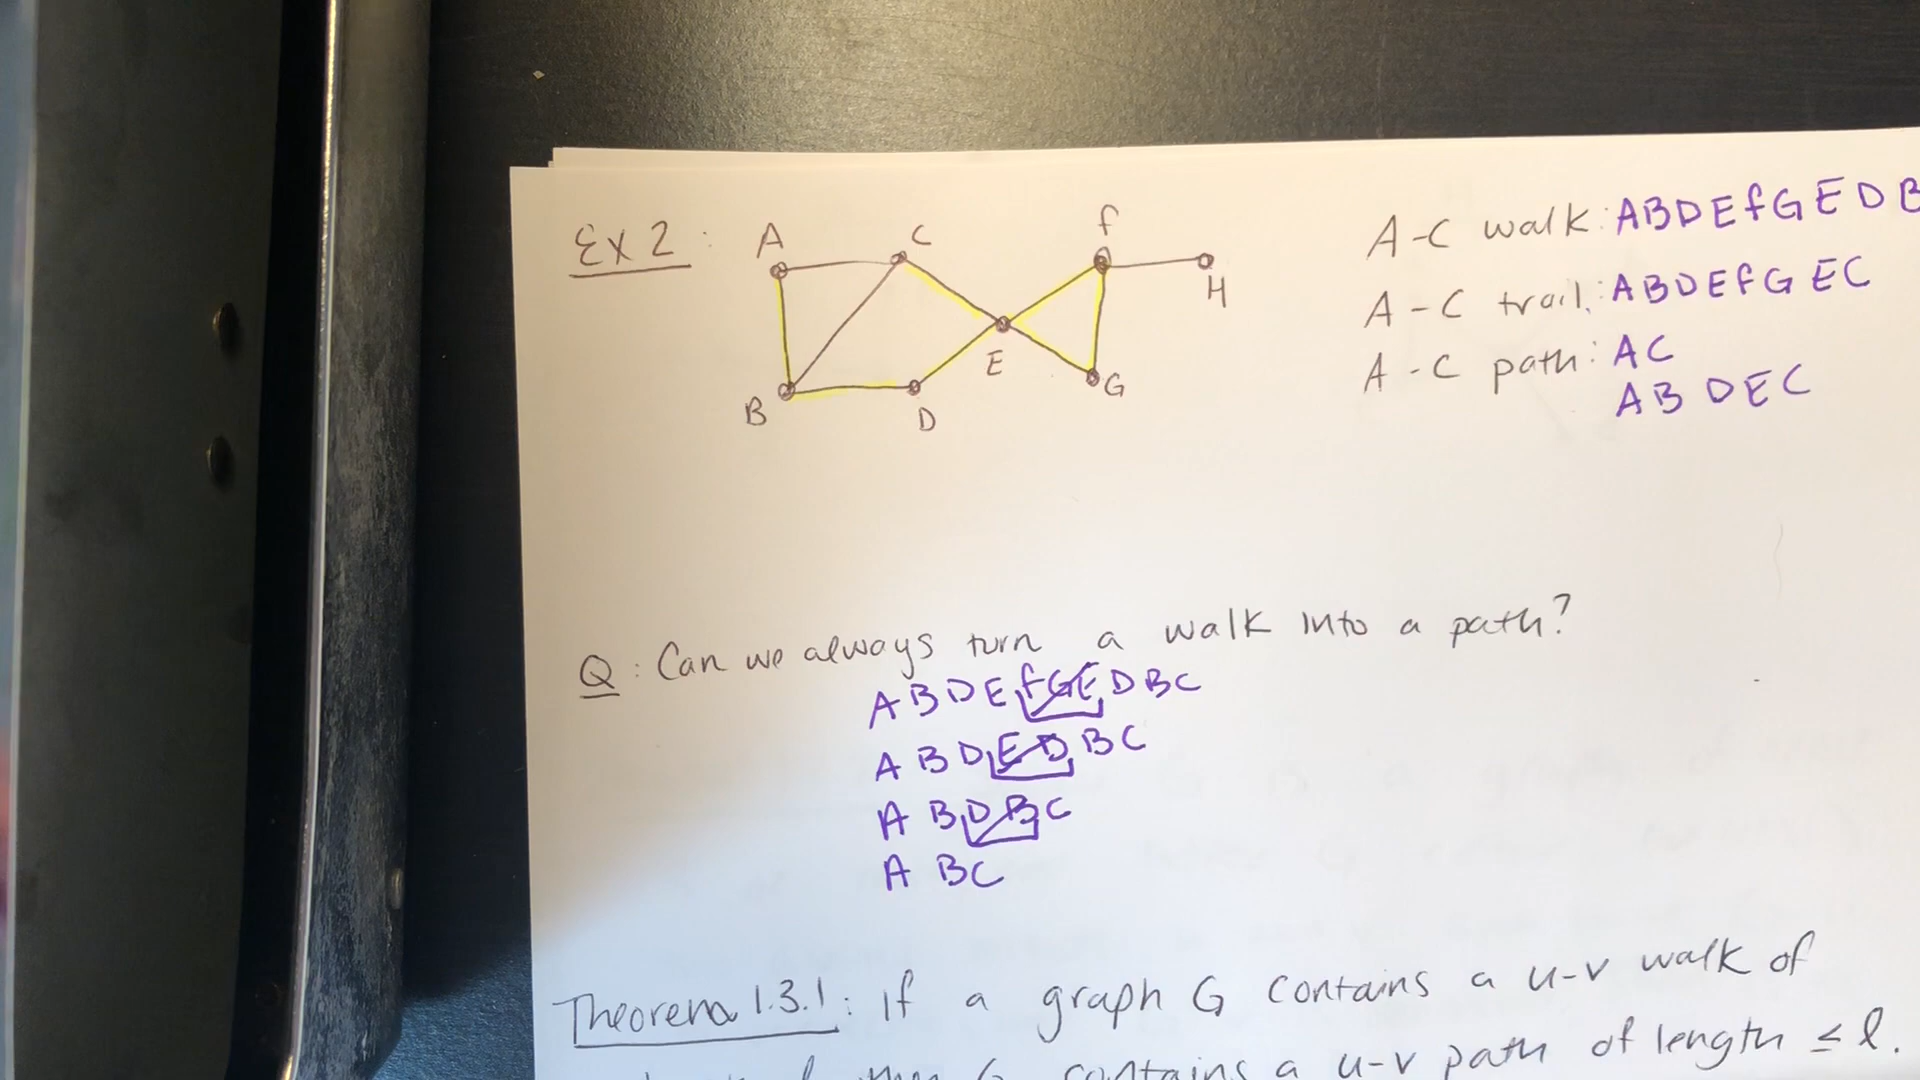 Ex 2:
A C f
H
E
G
B
D
A-C walk: ABDEfGEDB
A-C trail: ABDEfGEC
A-C path: AC
ABDEC
Q: Can we always turn a walk into a path?
ABDEfGEDBC
ABDEDBC
ABDBC
ABC
Theorem 1.3.1: If a graph G contains a u-v walk of
l then G contains a u-v path of length ≤ l.